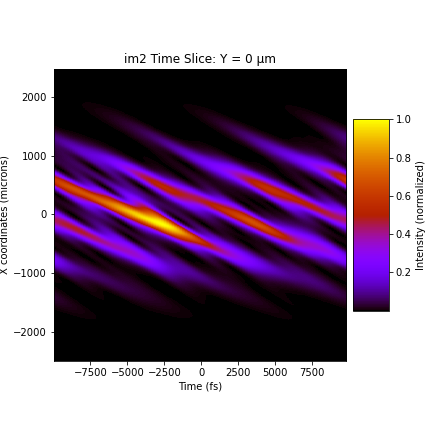 im2 Time Slice: Y = 0 μm
X coordinates (microns)
2000
1000
0
−1000
−2000
−7500 −5000 −2500 0 2500 5000 7500
Time (fs)
1.0
0.8
0.6
0.4
0.2
Intensity (normalized)